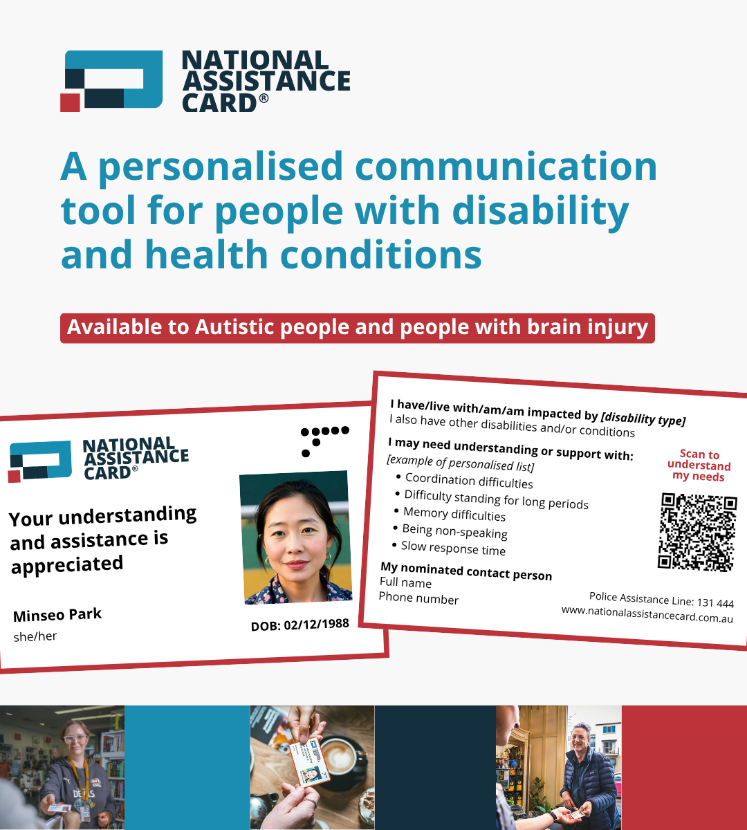 NATIONAL
ASSISTANCE
CARD®
A personalised communication
tool for people with disability
and health conditions
Available to Autistic people and people with brain injury
NATIONAL
ASSISTANCE
CARD®
Your understanding
and assistance is
appreciated
Minseo Park
she/her
DOB: 02/12/1988
I have/live with/am/am impacted by [disability type]
I also have other disabilities and/or conditions
I may need understanding or support with:
[example of personalised list]
• Coordination difficulties
• Difficulty standing for long periods
• Memory difficulties
• Being non-speaking
• Slow response time
My nominated contact person
Full name
Phone number
Scan to
understand
my needs
Police Assistance Line: 131 444
www.nationalassistancecard.com.au